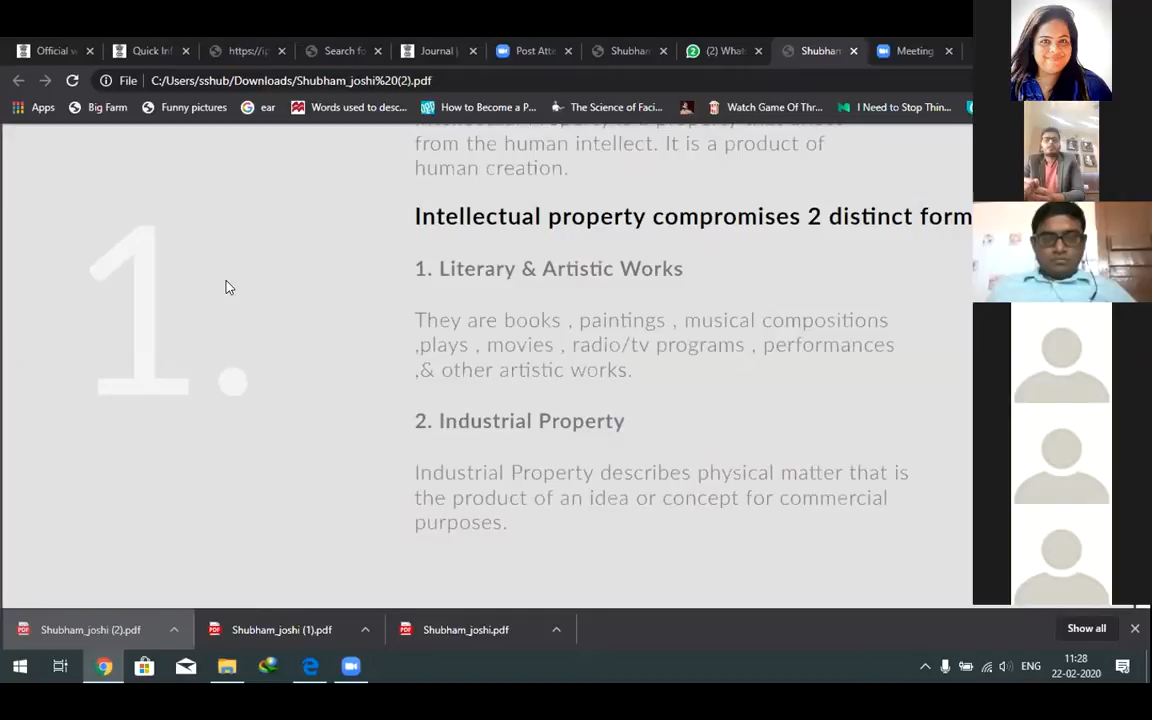 Official w
Quick Inf
https://ip
Search fo
Journal
Post Atte
Shubham
(2) What
Shubham
Meeting
File
C:/Users/sshub/Downloads/Shubham_joshi%20(2).pdf
Apps
Big Farm
Funny pictures
ear
Words used to desc...
How to Become a P...
The Science of Faci...
Watch Game Of Thr...
I Need to Stop Thin...
from the human intellect. It is a product of
human creation.
Intellectual property compromises 2 distinct form
1. Literary & Artistic Works
They are books , paintings , musical compositions
,plays , movies , radio/tv programs , performances
,& other artistic works.
2. Industrial Property
Industrial Property describes physical matter that is
the product of an idea or concept for commercial
purposes.
1.
Shubham_joshi (2).pdf
Shubham_joshi (1).pdf
Shubham_joshi.pdf
Show all
ENG
11:28
22-02-2020